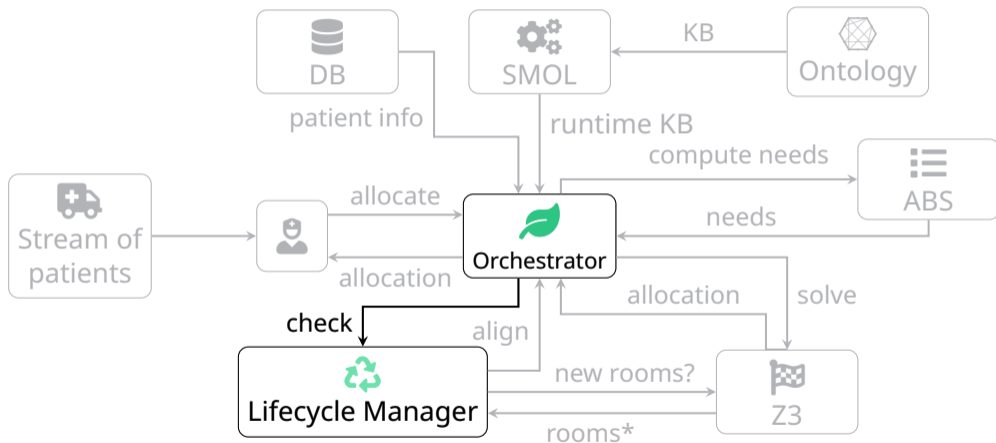 DB
SMOL
KB
Ontology
patient info
runtime KB
compute needs
ABS
Stream of
patients
allocate
needs
Orchestrator
allocation
allocation
solve
check
align
Lifecycle Manager
new rooms?
Z3
rooms*